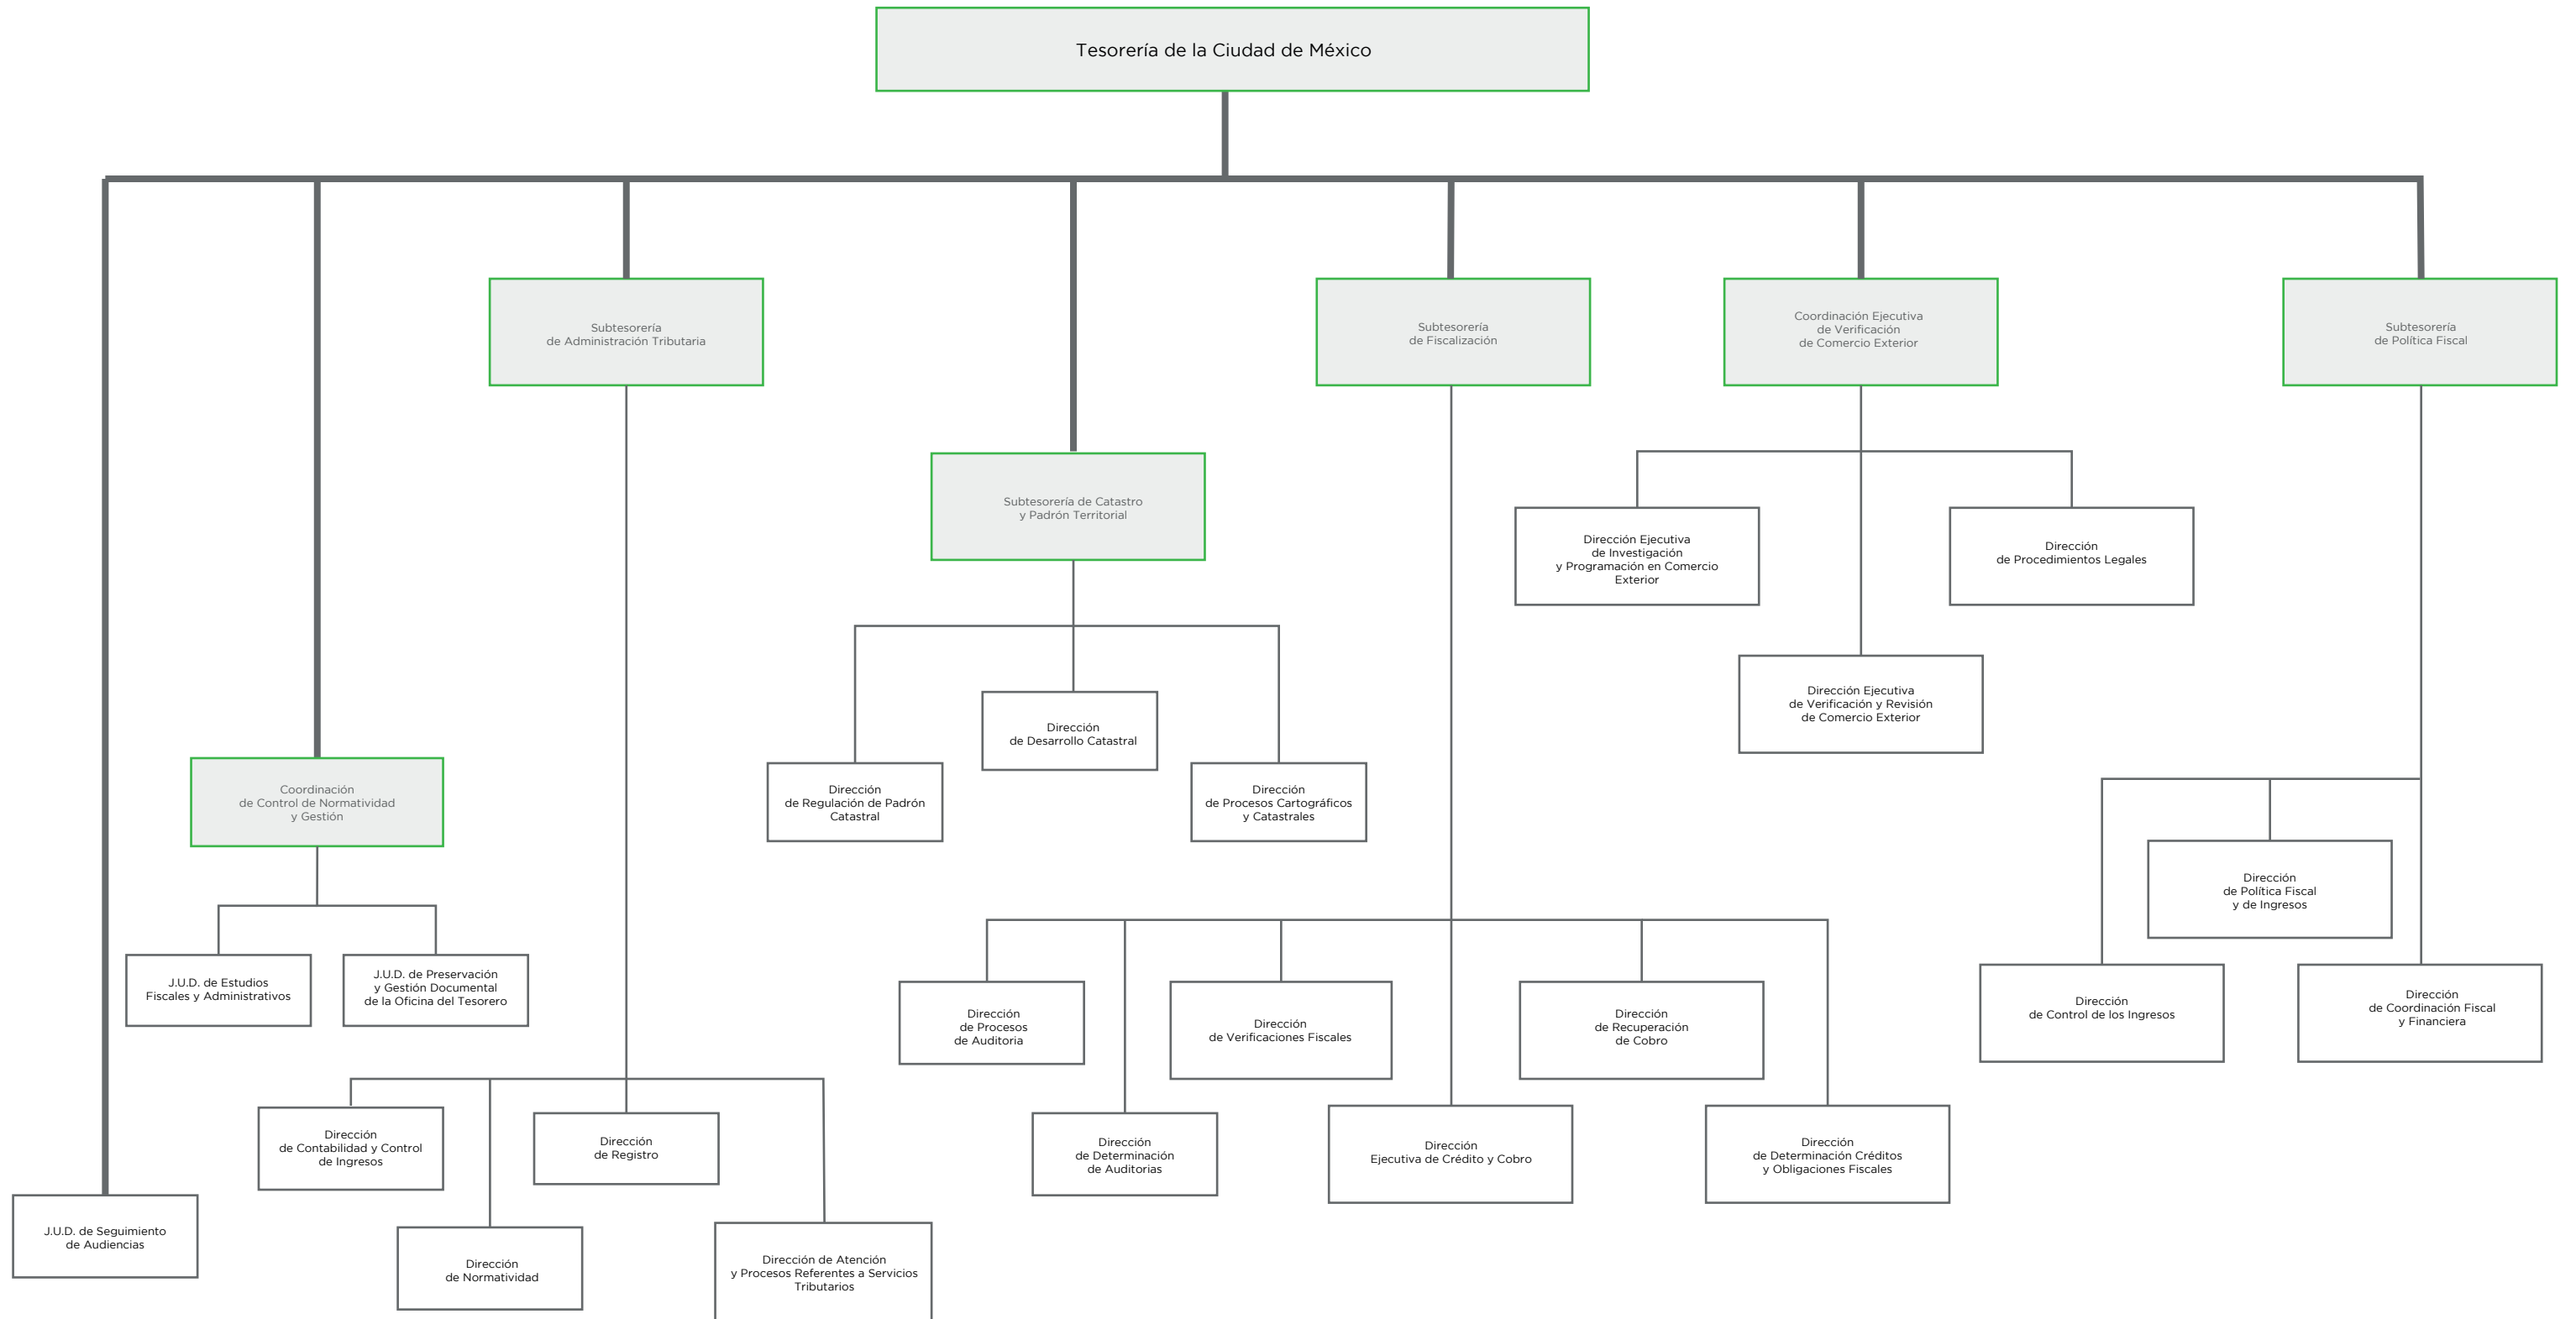 Tesorería de la Ciudad de México
Subtesorería
de Administración Tributaria
Subtesorería
de Fiscalización
Coordinación Ejecutiva
de Verificación
de Comercio Exterior
Subtesorería
de Política Fiscal
Subtesorería de Catastro
y Padrón Territorial
Dirección Ejecutiva
de Investigación
y Programación en Comercio
Exterior
Dirección
de Procedimientos Legales
Dirección Ejecutiva
de Verificación y Revisión
de Comercio Exterior
Dirección
de Desarrollo Catastral
Dirección
de Regulación de Padrón
Catastral
Dirección
de Procesos Cartográficos
y Catastrales
Coordinación
de Control de Normatividad
y Gestión
Dirección
de Política Fiscal
y de Ingresos
J.U.D. de Estudios
Fiscales y Administrativos
J.U.D. de Preservación
y Gestión Documental
de la Oficina del Tesorero
Dirección
de Procesos
de Auditoria
Dirección
de Verificaciones Fiscales
Dirección
de Recuperación
de Cobro
Dirección
de Control de los Ingresos
Dirección
de Coordinación Fiscal
y Financiera
Dirección
de Contabilidad y Control
de Ingresos
Dirección
de Registro
Dirección
de Determinación
de Auditorias
Dirección
Ejecutiva de Crédito y Cobro
Dirección
de Determinación Créditos
y Obligaciones Fiscales
J.U.D. de Seguimiento
de Audiencias
Dirección
de Normatividad
Dirección de Atención
y Procesos Referentes a Servicios
Tributarios